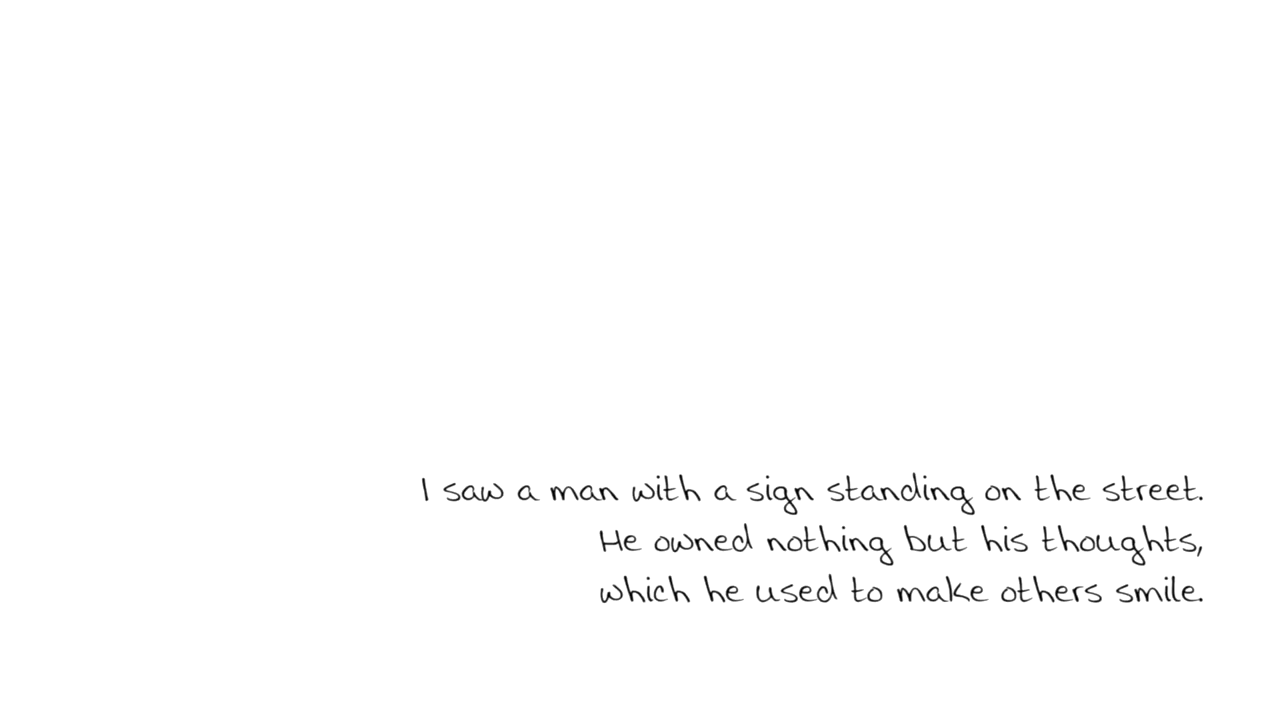 I saw a man with a sign standing on the street.
He owned nothing but his thoughts,
which he used to make others smile.